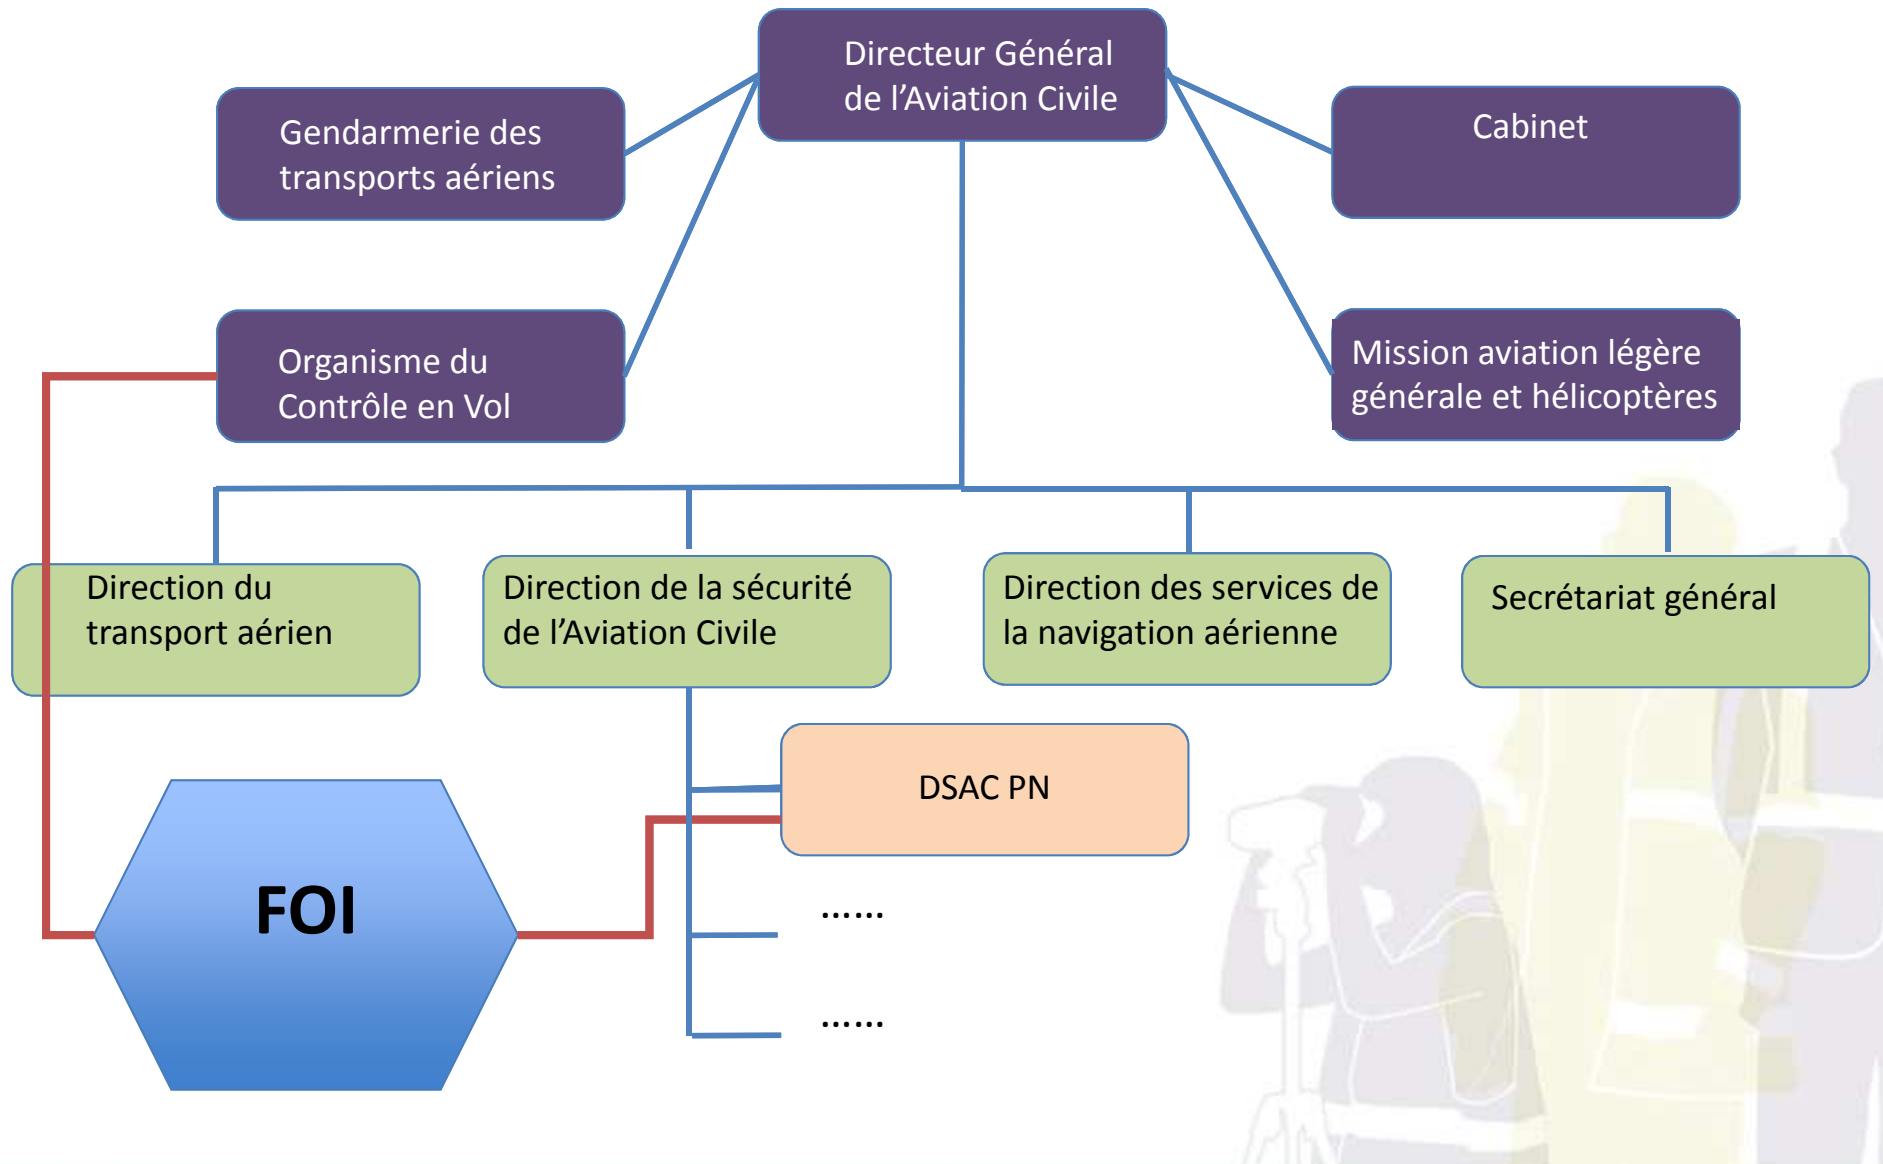 Directeur Général
de l’Aviation Civile
Gendarmerie des
transports aériens
Cabinet
Organisme du
Contrôle en Vol
Mission aviation légère
générale et hélicoptères
Direction du
transport aérien
Direction de la sécurité
de l’Aviation Civile
Direction des services de
la navigation aérienne
Secrétariat général
DSAC PN
FOI
……
……